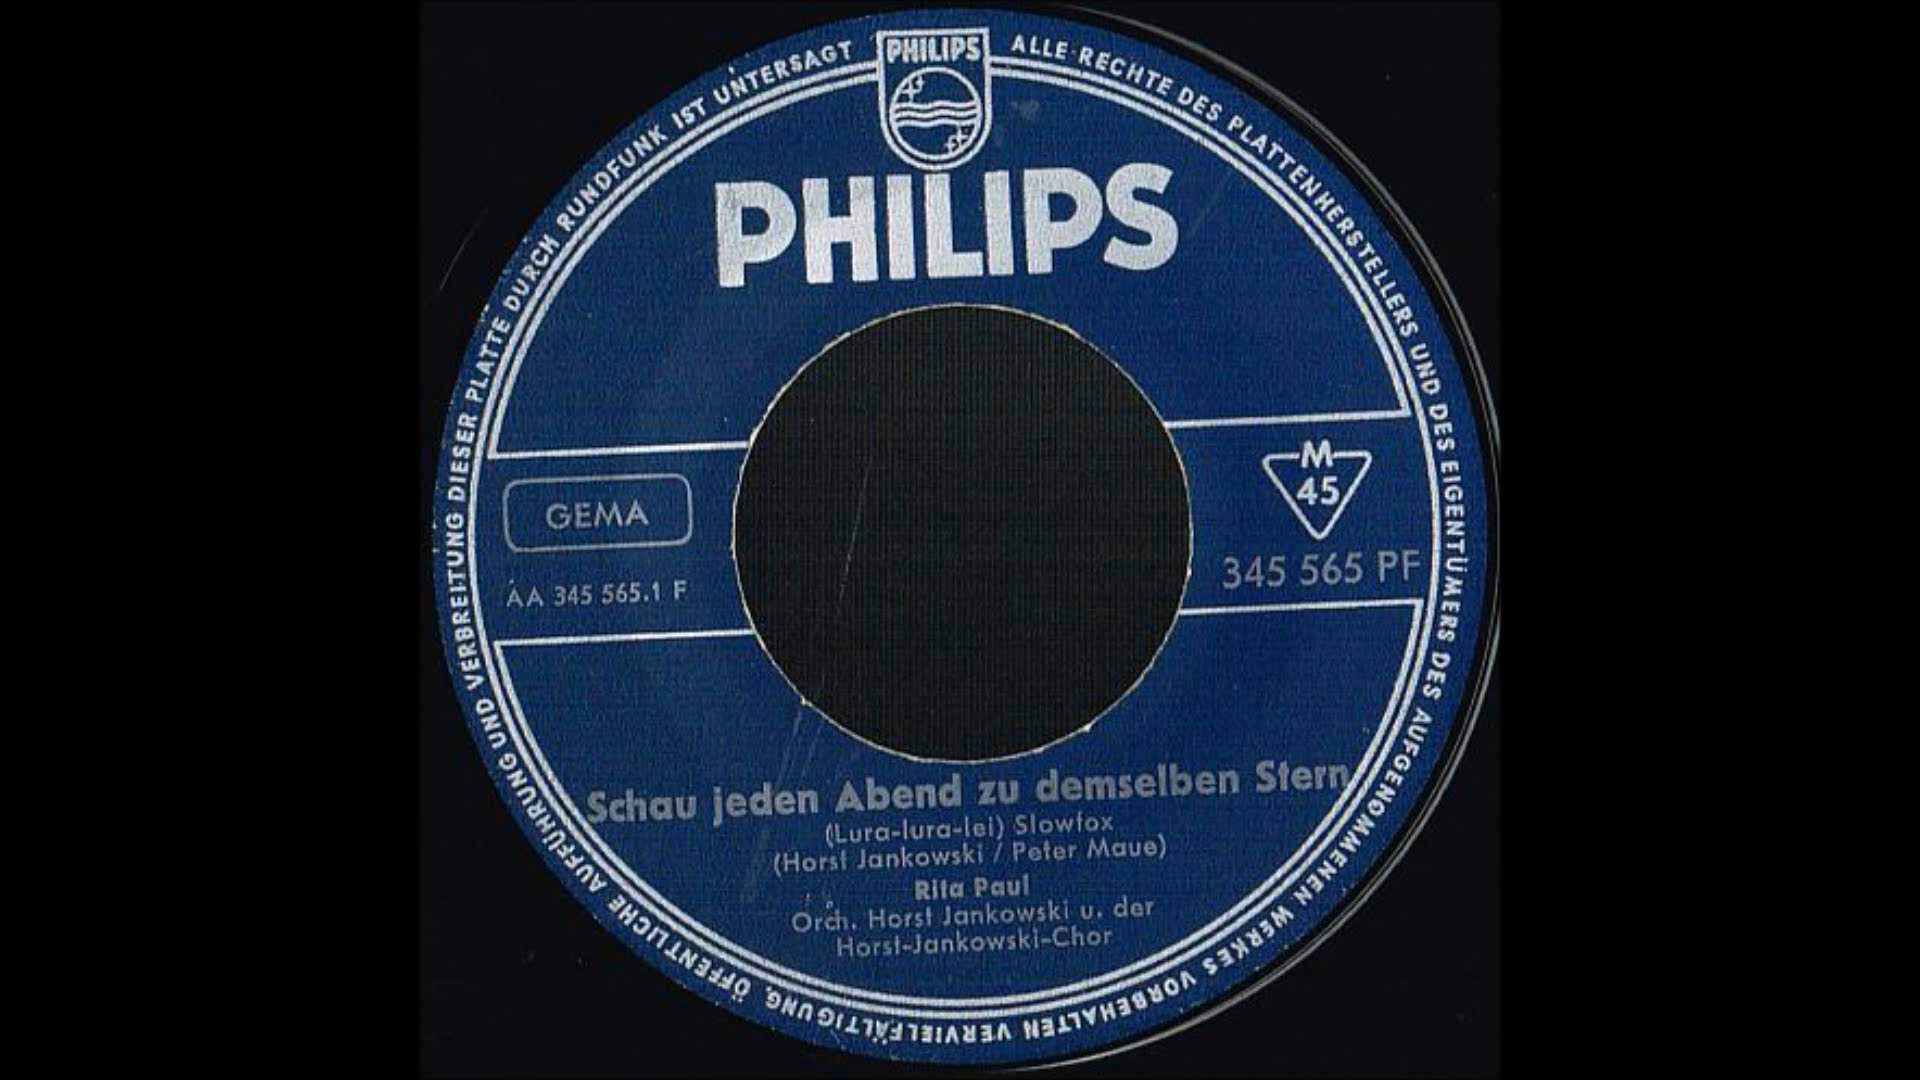 PHILIPS
ALLE RECHTE DES PLATTENHERSTELLERS UND DES EIGENTÜMERS DES AUFGENOMMENEN WERKES VORBEHALTEN VERVIELFÄLTIGUNG, ÖFFENTLICHE AUFFÜHRUNG UND VERBREITUNG DIESER PLATTE DURCH RUNDFUNK IST UNTERSAGT
PHILIPS
GEMA
AA 345 565.1 F
M
45
345 565 PF
Schau jeden Abend zu demselben Stern
(Lura-lura-lei) Slowfox
(Horst Jankowski / Peter Maue)
Rita Paul
Orch. Horst Jankowski u. der
Horst-Jankowski-Chor